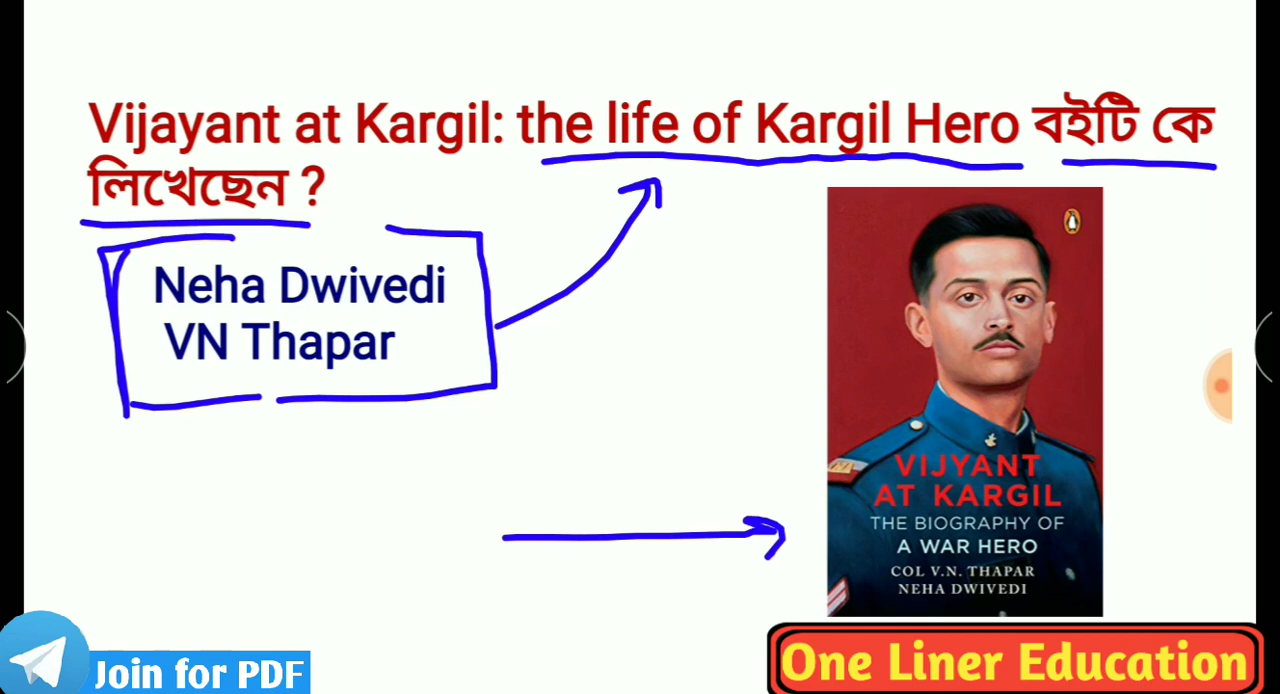 Vijayant at Kargil: the life of Kargil Hero বইটি কে
লিখেছেন ?
Neha Dwivedi
VN Thapar
VIJYANT
AT KARGIL
THE BIOGRAPHY OF
A WAR HERO
COL V.N. THAPAR
NEHA DWIVEDI
Join for PDF
One Liner Education